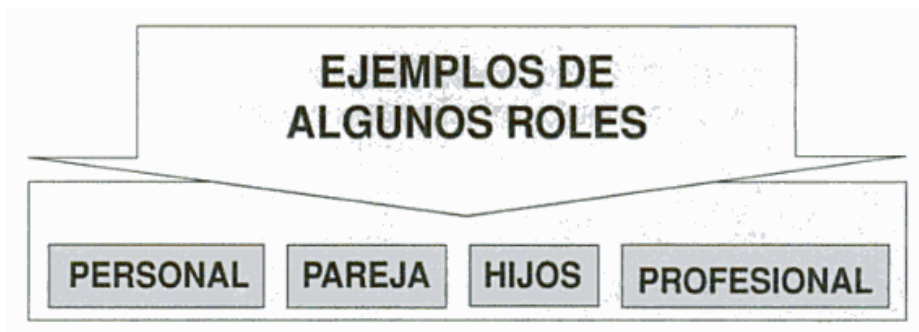 EJEMPLOS DE
ALGUNOS ROLES
PERSONAL PAREJA HIJOS PROFESIONAL